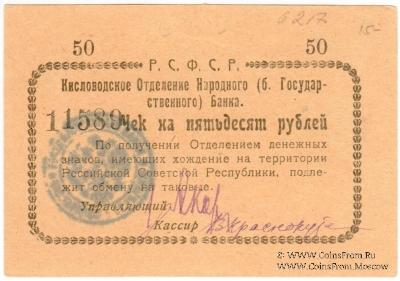 6217 15-
50 50
Р. С. Ф. С. Р.
Кисловодское Отделение Народного (б. Государ-
ственного) Банка.
11589 Чек на пятьдесят рублей
По получении Отделением денежных
знаков, имеющих хождение на территории
Российской Советской Республики, подле-
жит обмену на таковые.
Управляющий
Кассир
www.CoinsFrom.Ru
www.CoinsFrom.Moscow